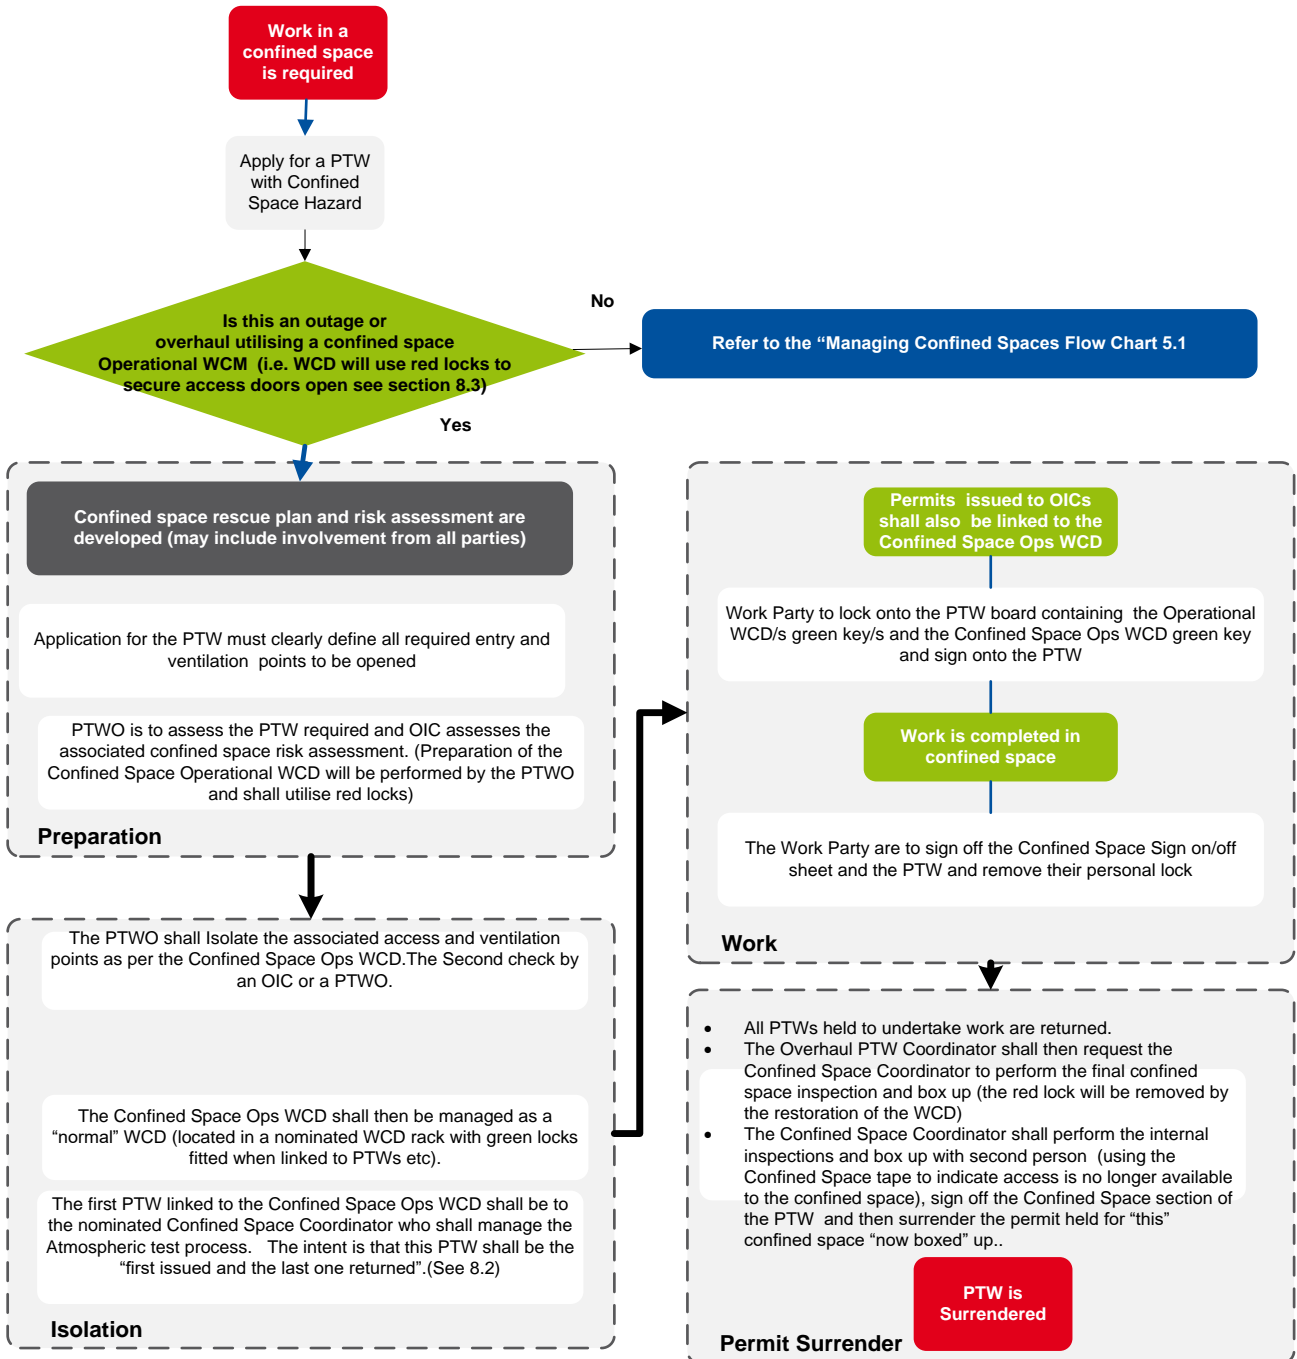 Work in a
confined space
is required
Apply for a PTW
with Confined
Space Hazard
Is this an outage or
overhaul utilising a confined space
Operational WCM (i.e. WCD will use red locks to
secure access doors open see section 8.3)
No
Refer to the “Managing Confined Spaces Flow Chart 5.1
Yes
Confined space rescue plan and risk assessment are
developed (may include involvement from all parties)
Application for the PTW must clearly define all required entry and
ventilation points to be opened
PTWO is to assess the PTW required and OIC assesses the
associated confined space risk assessment. (Preparation of the
Confined Space Operational WCD will be performed by the PTWO
and shall utilise red locks)
Preparation
The PTWO shall Isolate the associated access and ventilation
points as per the Confined Space Ops WCD.The Second check by
an OIC or a PTWO.
The Confined Space Ops WCD shall then be managed as a
“normal” WCD (located in a nominated WCD rack with green locks
fitted when linked to PTWs etc).
The first PTW linked to the Confined Space Ops WCD shall be to
the nominated Confined Space Coordinator who shall manage the
Atmospheric test process. The intent is that this PTW shall be the
“first issued and the last one returned”.(See 8.2)
Isolation
Permits issued to OICs
shall also be linked to the
Confined Space Ops WCD
Work Party to lock onto the PTW board containing the Operational
WCD/s green key/s and the Confined Space Ops WCD green key
and sign onto the PTW
Work is completed in
confined space
The Work Party are to sign off the Confined Space Sign on/off
sheet and the PTW and remove their personal lock
Work
• All PTWs held to undertake work are returned.
• The Overhaul PTW Coordinator shall then request the
Confined Space Coordinator to perform the final confined
space inspection and box up (the red lock will be removed by
the restoration of the WCD)
• The Confined Space Coordinator shall perform the internal
inspections and box up with second person (using the
Confined Space tape to indicate access is no longer available
to the confined space), sign off the Confined Space section of
the PTW and then surrender the permit held for “this”
confined space “now boxed” up..
PTW is
Surrendered
Permit Surrender